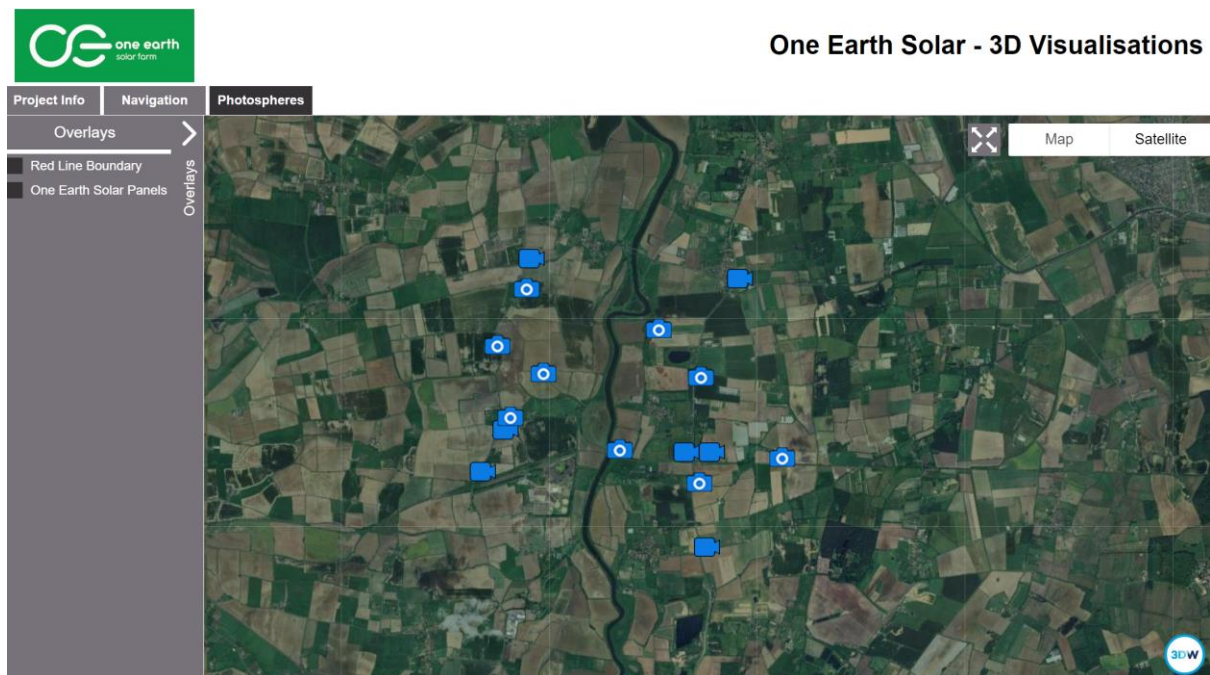 one earth
solar farm
One Earth Solar - 3D Visualisations
Project Info
Navigation
Photospheres
Overlays
Red Line Boundary
One Earth Solar Panels
Overlays
Map
Satellite
3DW